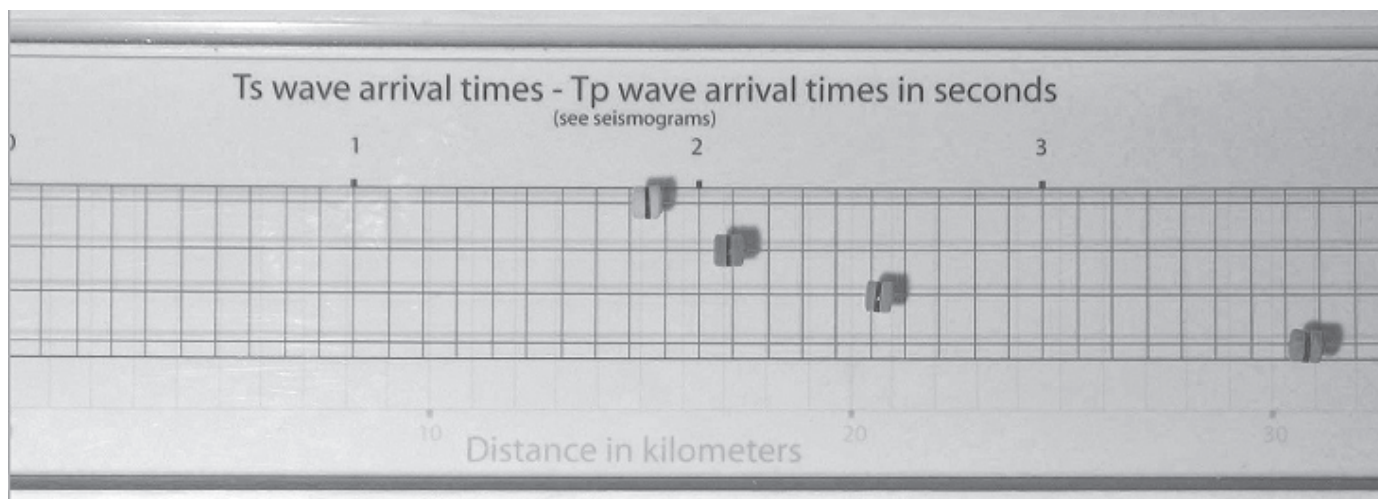 Ts wave arrival times - Tp wave arrival times in seconds
(see seismograms)
0 1 2 3
10 20 30
Distance in kilometers